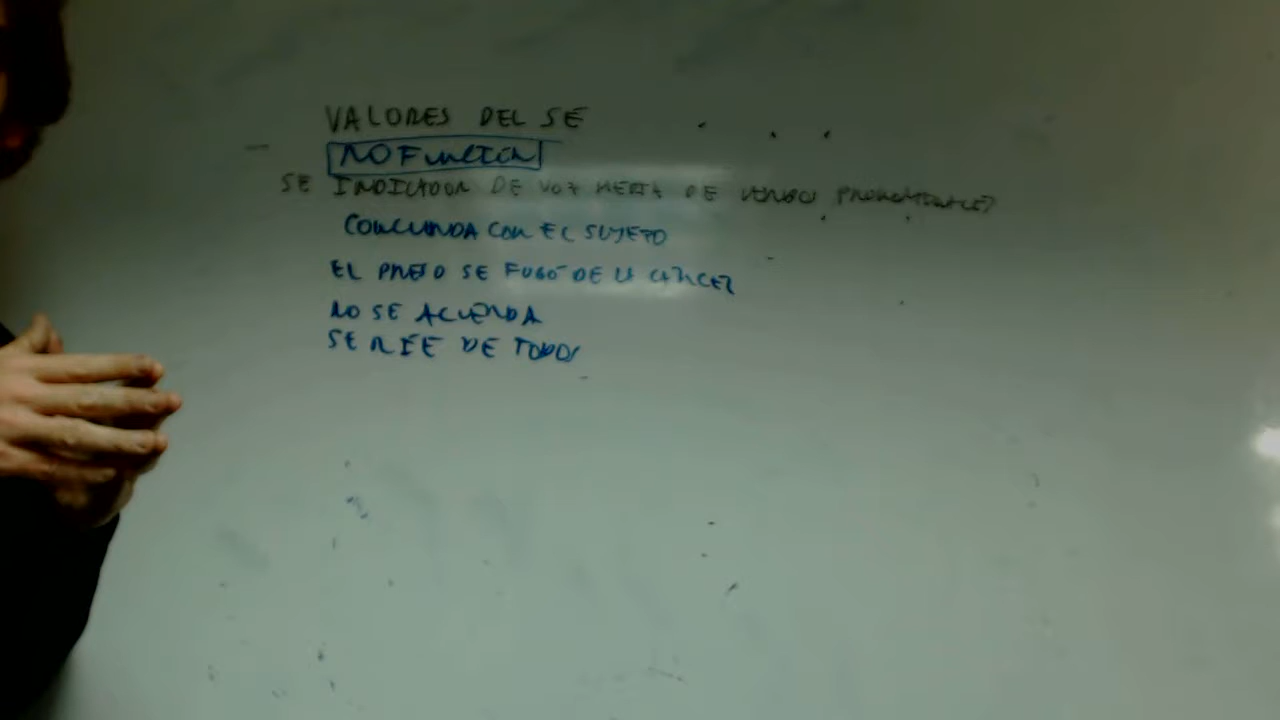 VALORES DEL SE
NO FUNCIÓN
SE INDICADOR DE VOZ MEDIA DE VERBOS PRONOMINALES
CONCUERDA CON EL SUJETO
EL PRESO SE FUGÓ DE LA CÁRCEL
NO SE ACUERDA
SE RÍE DE TODOS